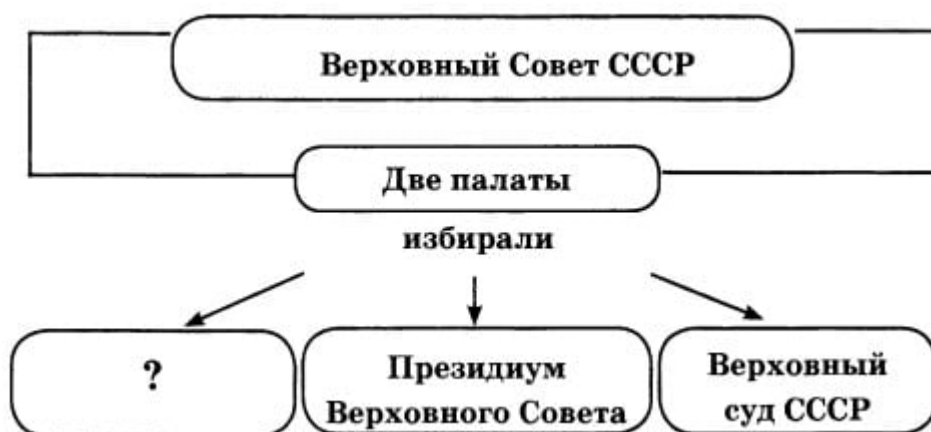 Верховный Совет СССР
Две палаты
избирали
?
Президиум
Верховного Совета
Верховный
суд СССР